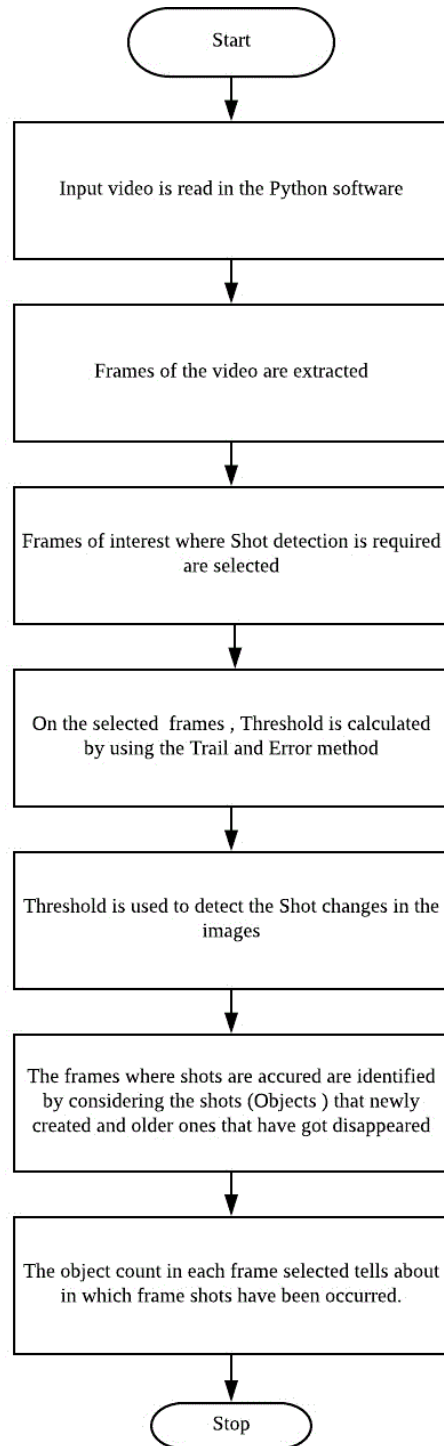 Start
Input video is read in the Python software
Frames of the video are extracted
Frames of interest where Shot detection is required
are selected
On the selected frames , Threshold is calculated
by using the Trail and Error method
Threshold is used to detect the Shot changes in the
images
The frames where shots are accured are identified
by considering the shots (Objects ) that newly
created and older ones that have got disappeared
The object count in each frame selected tells about
in which frame shots have been occurred.
Stop